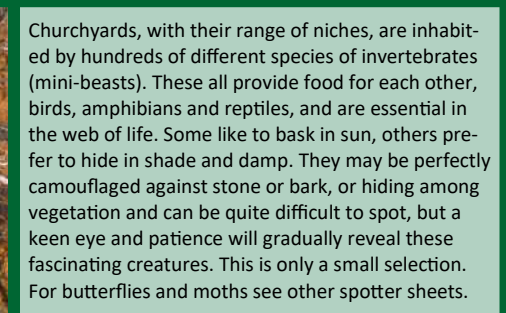 Churchyards, with their range of niches, are inhabit-
ed by hundreds of different species of invertebrates
(mini-beasts). These all provide food for each other,
birds, amphibians and reptiles, and are essential in
the web of life. Some like to bask in sun, others pre-
fer to hide in shade and damp. They may be perfectly
camouflaged against stone or bark, or hiding among
vegetation and can be quite difficult to spot, but a
keen eye and patience will gradually reveal these
fascinating creatures. This is only a small selection.
For butterflies and moths see other spotter sheets.